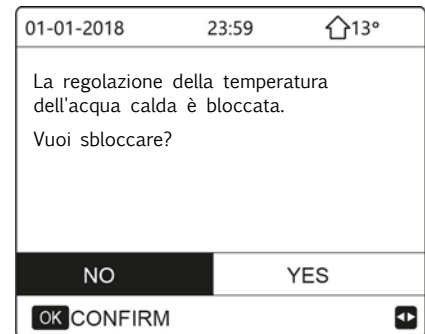 01-01-2018 23:59 13°
La regolazione della temperatura
dell'acqua calda è bloccata.
Vuoi sbloccare?
NO YES
OK CONFIRM